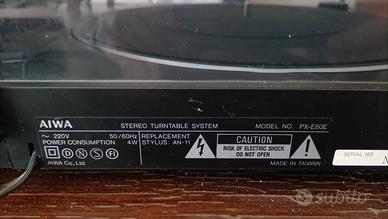 AIWA
STEREO TURNTABLE SYSTEM
MODEL NO. PX-E80E
~ 220V 50/60Hz
POWER CONSUMPTION 4W
AIWA Co., Ltd.
REPLACEMENT
STYLUS: AN-11
D N S FI
CAUTION
RISK OF ELECTRIC SHOCK
DO NOT OPEN
MADE IN TAIWAN
SERIAL NO.
N
subito